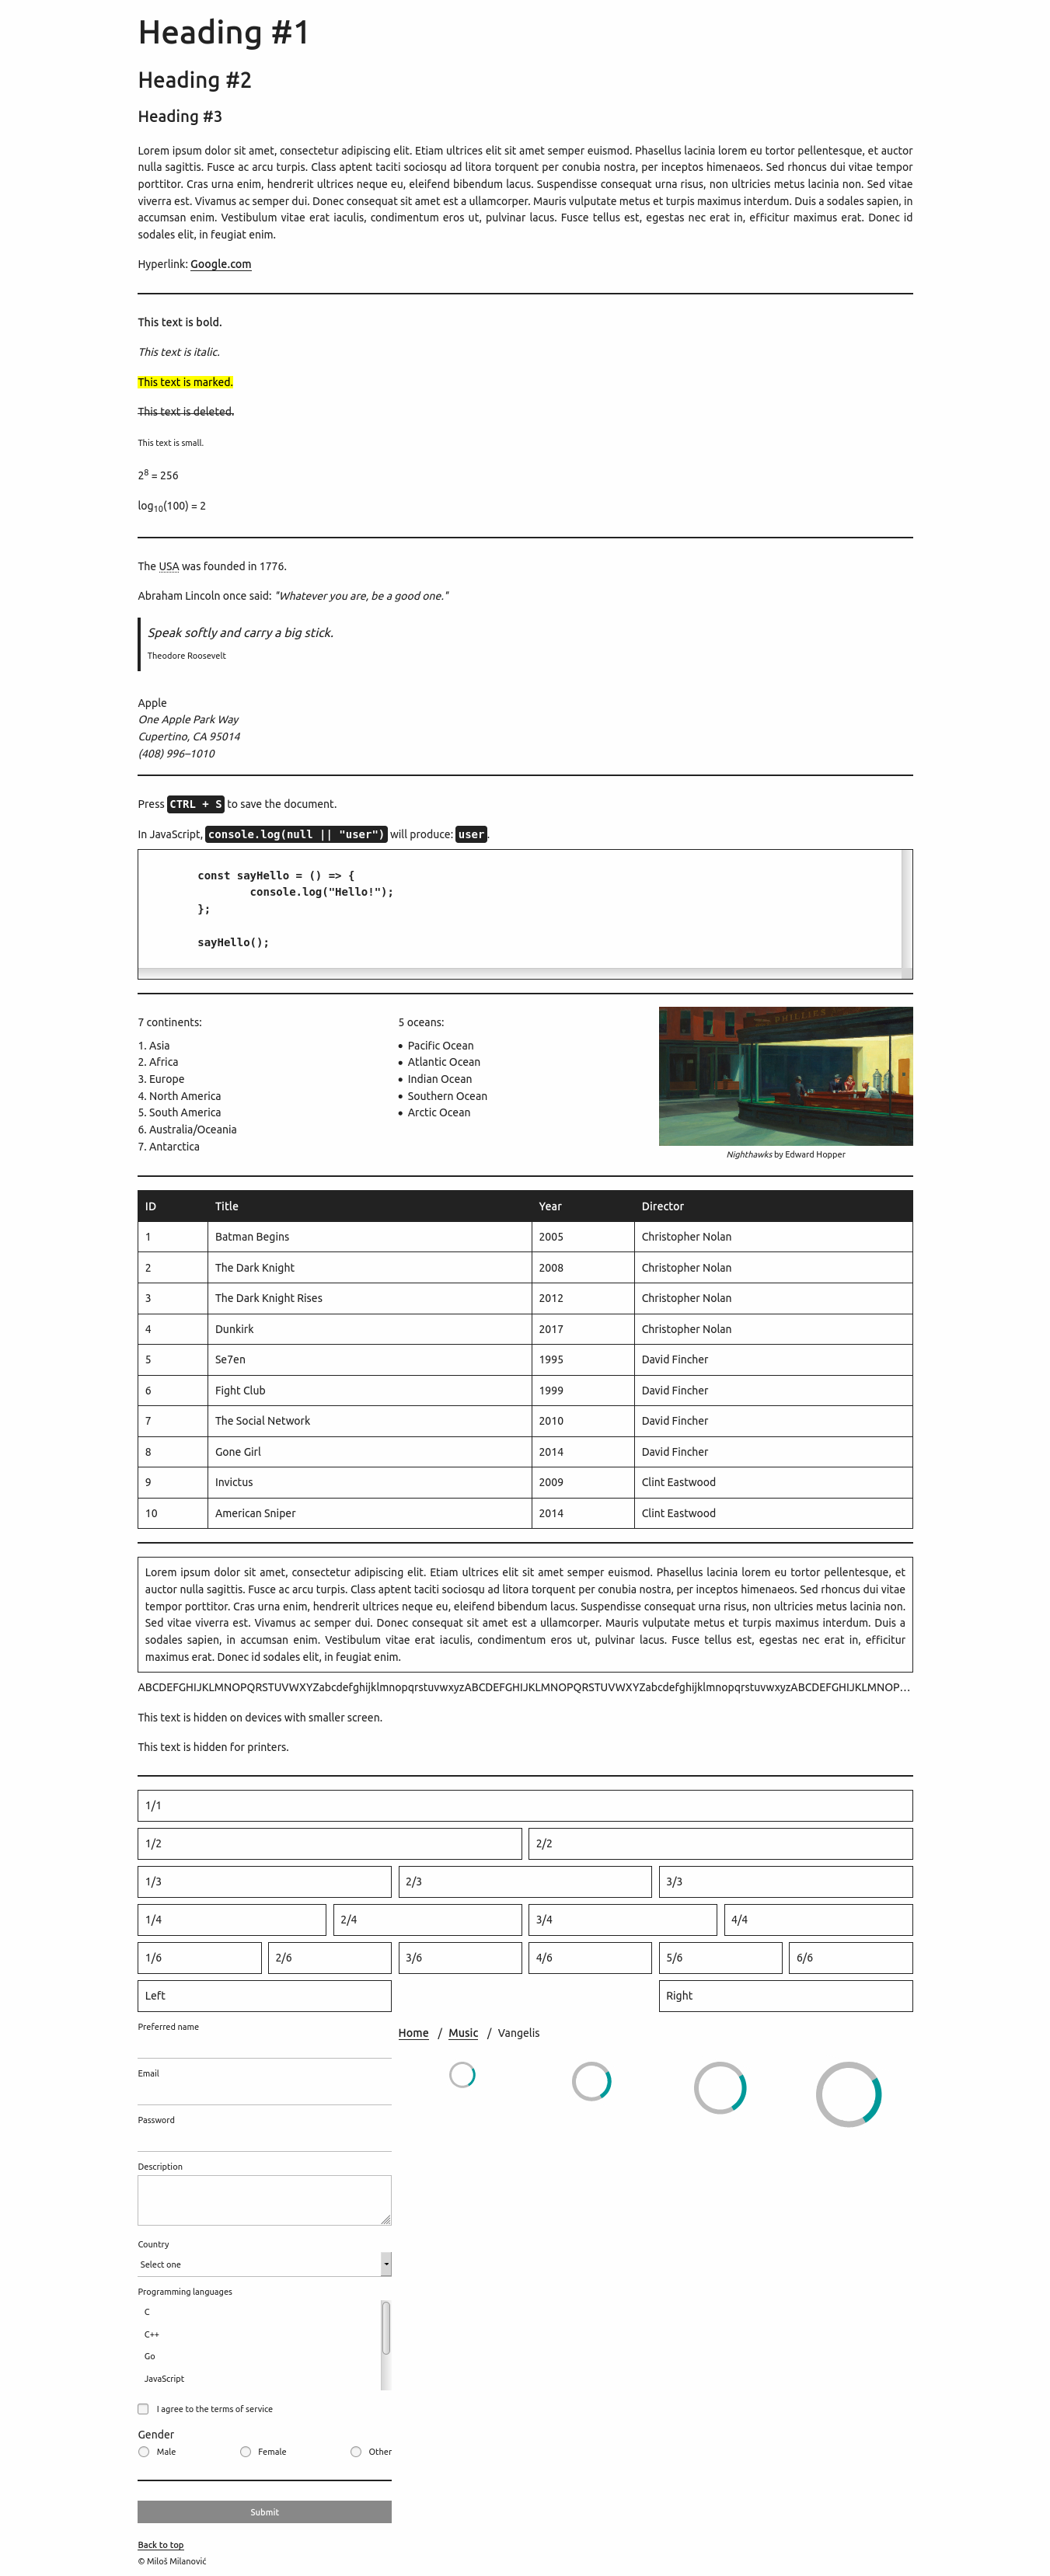 Heading #1
Heading #2
Heading #3
Lorem ipsum dolor sit amet, consectetur adipiscing elit. Etiam ultrices elit sit amet semper euismod. Phasellus lacinia lorem eu tortor pellentesque, et auctor
nulla sagittis. Fusce ac arcu turpis. Class aptent taciti sociosqu ad litora torquent per conubia nostra, per inceptos himenaeos. Sed rhoncus dui vitae tempor
porttitor. Cras urna enim, hendrerit ultrices neque eu, eleifend bibendum lacus. Suspendisse consequat urna risus, non ultricies metus lacinia non. Sed vitae
viverra est. Vivamus ac semper dui. Donec consequat sit amet est a ullamcorper. Mauris vulputate metus et turpis maximus interdum. Duis a sodales sapien, in
accumsan enim. Vestibulum vitae erat iaculis, condimentum eros ut, pulvinar lacus. Fusce tellus est, egestas nec erat in, efficitur maximus erat. Donec id
sodales elit, in feugiat enim.
Hyperlink: Google.com
This text is bold.
This text is italic.
This text is marked.
This text is deleted.
This text is small.
2⁸ = 256
log₁₀(100) = 2
The USA was founded in 1776.
Abraham Lincoln once said: "Whatever you are, be a good one."
Speak softly and carry a big stick.
Theodore Roosevelt
Apple
One Apple Park Way
Cupertino, CA 95014
(408) 996–1010
Press CTRL + S to save the document.
In JavaScript, console.log(null || "user") will produce: user.
const sayHello = () => {
console.log("Hello!");
};
sayHello();
7 continents:
1. Asia
2. Africa
3. Europe
4. North America
5. South America
6. Australia/Oceania
7. Antarctica
5 oceans:
• Pacific Ocean
• Atlantic Ocean
• Indian Ocean
• Southern Ocean
• Arctic Ocean
PHILLIES
Nighthawks by Edward Hopper
ID Title Year Director
1 Batman Begins 2005 Christopher Nolan
2 The Dark Knight 2008 Christopher Nolan
3 The Dark Knight Rises 2012 Christopher Nolan
4 Dunkirk 2017 Christopher Nolan
5 Se7en 1995 David Fincher
6 Fight Club 1999 David Fincher
7 The Social Network 2010 David Fincher
8 Gone Girl 2014 David Fincher
9 Invictus 2009 Clint Eastwood
10 American Sniper 2014 Clint Eastwood
Lorem ipsum dolor sit amet, consectetur adipiscing elit. Etiam ultrices elit sit amet semper euismod. Phasellus lacinia lorem eu tortor pellentesque, et
auctor nulla sagittis. Fusce ac arcu turpis. Class aptent taciti sociosqu ad litora torquent per conubia nostra, per inceptos himenaeos. Sed rhoncus dui vitae
tempor porttitor. Cras urna enim, hendrerit ultrices neque eu, eleifend bibendum lacus. Suspendisse consequat urna risus, non ultricies metus lacinia non.
Sed vitae viverra est. Vivamus ac semper dui. Donec consequat sit amet est a ullamcorper. Mauris vulputate metus et turpis maximus interdum. Duis a
sodales sapien, in accumsan enim. Vestibulum vitae erat iaculis, condimentum eros ut, pulvinar lacus. Fusce tellus est, egestas nec erat in, efficitur
maximus erat. Donec id sodales elit, in feugiat enim.
ABCDEFGHIJKLMNOPQRSTUVWXYZabcdefghijklmnopqrstuvwxyzABCDEFGHIJKLMNOPQRSTUVWXYZabcdefghijklmnopqrstuvwxyzABCDEFGHIJKLMNOP...
This text is hidden on devices with smaller screen.
This text is hidden for printers.
1/1
1/2 2/2
1/3 2/3 3/3
1/4 2/4 3/4 4/4
1/6 2/6 3/6 4/6 5/6 6/6
Left Right
Preferred name
Email
Password
Description
Country
Select one
Programming languages
C
C++
Go
JavaScript
I agree to the terms of service
Gender
Male Female Other
Submit
Home / Music / Vangelis
Back to top
© Miloš Milanović